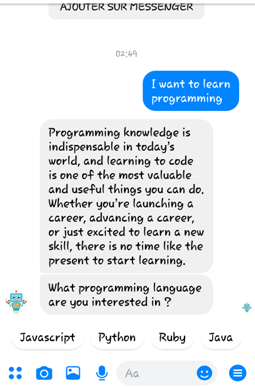 AJOUTER SUR MESSENGER
02:49
I want to learn
programming
Programming knowledge is
indispensable in today's
world, and learning to code
is one of the most valuable
and useful things you can do.
Whether you're launching a
career, advancing a career,
or just excited to learn a new
skill, there is no time like the
present to start learning.
What programming language
are you interested in ?
Javascript Python Ruby Java
Aa